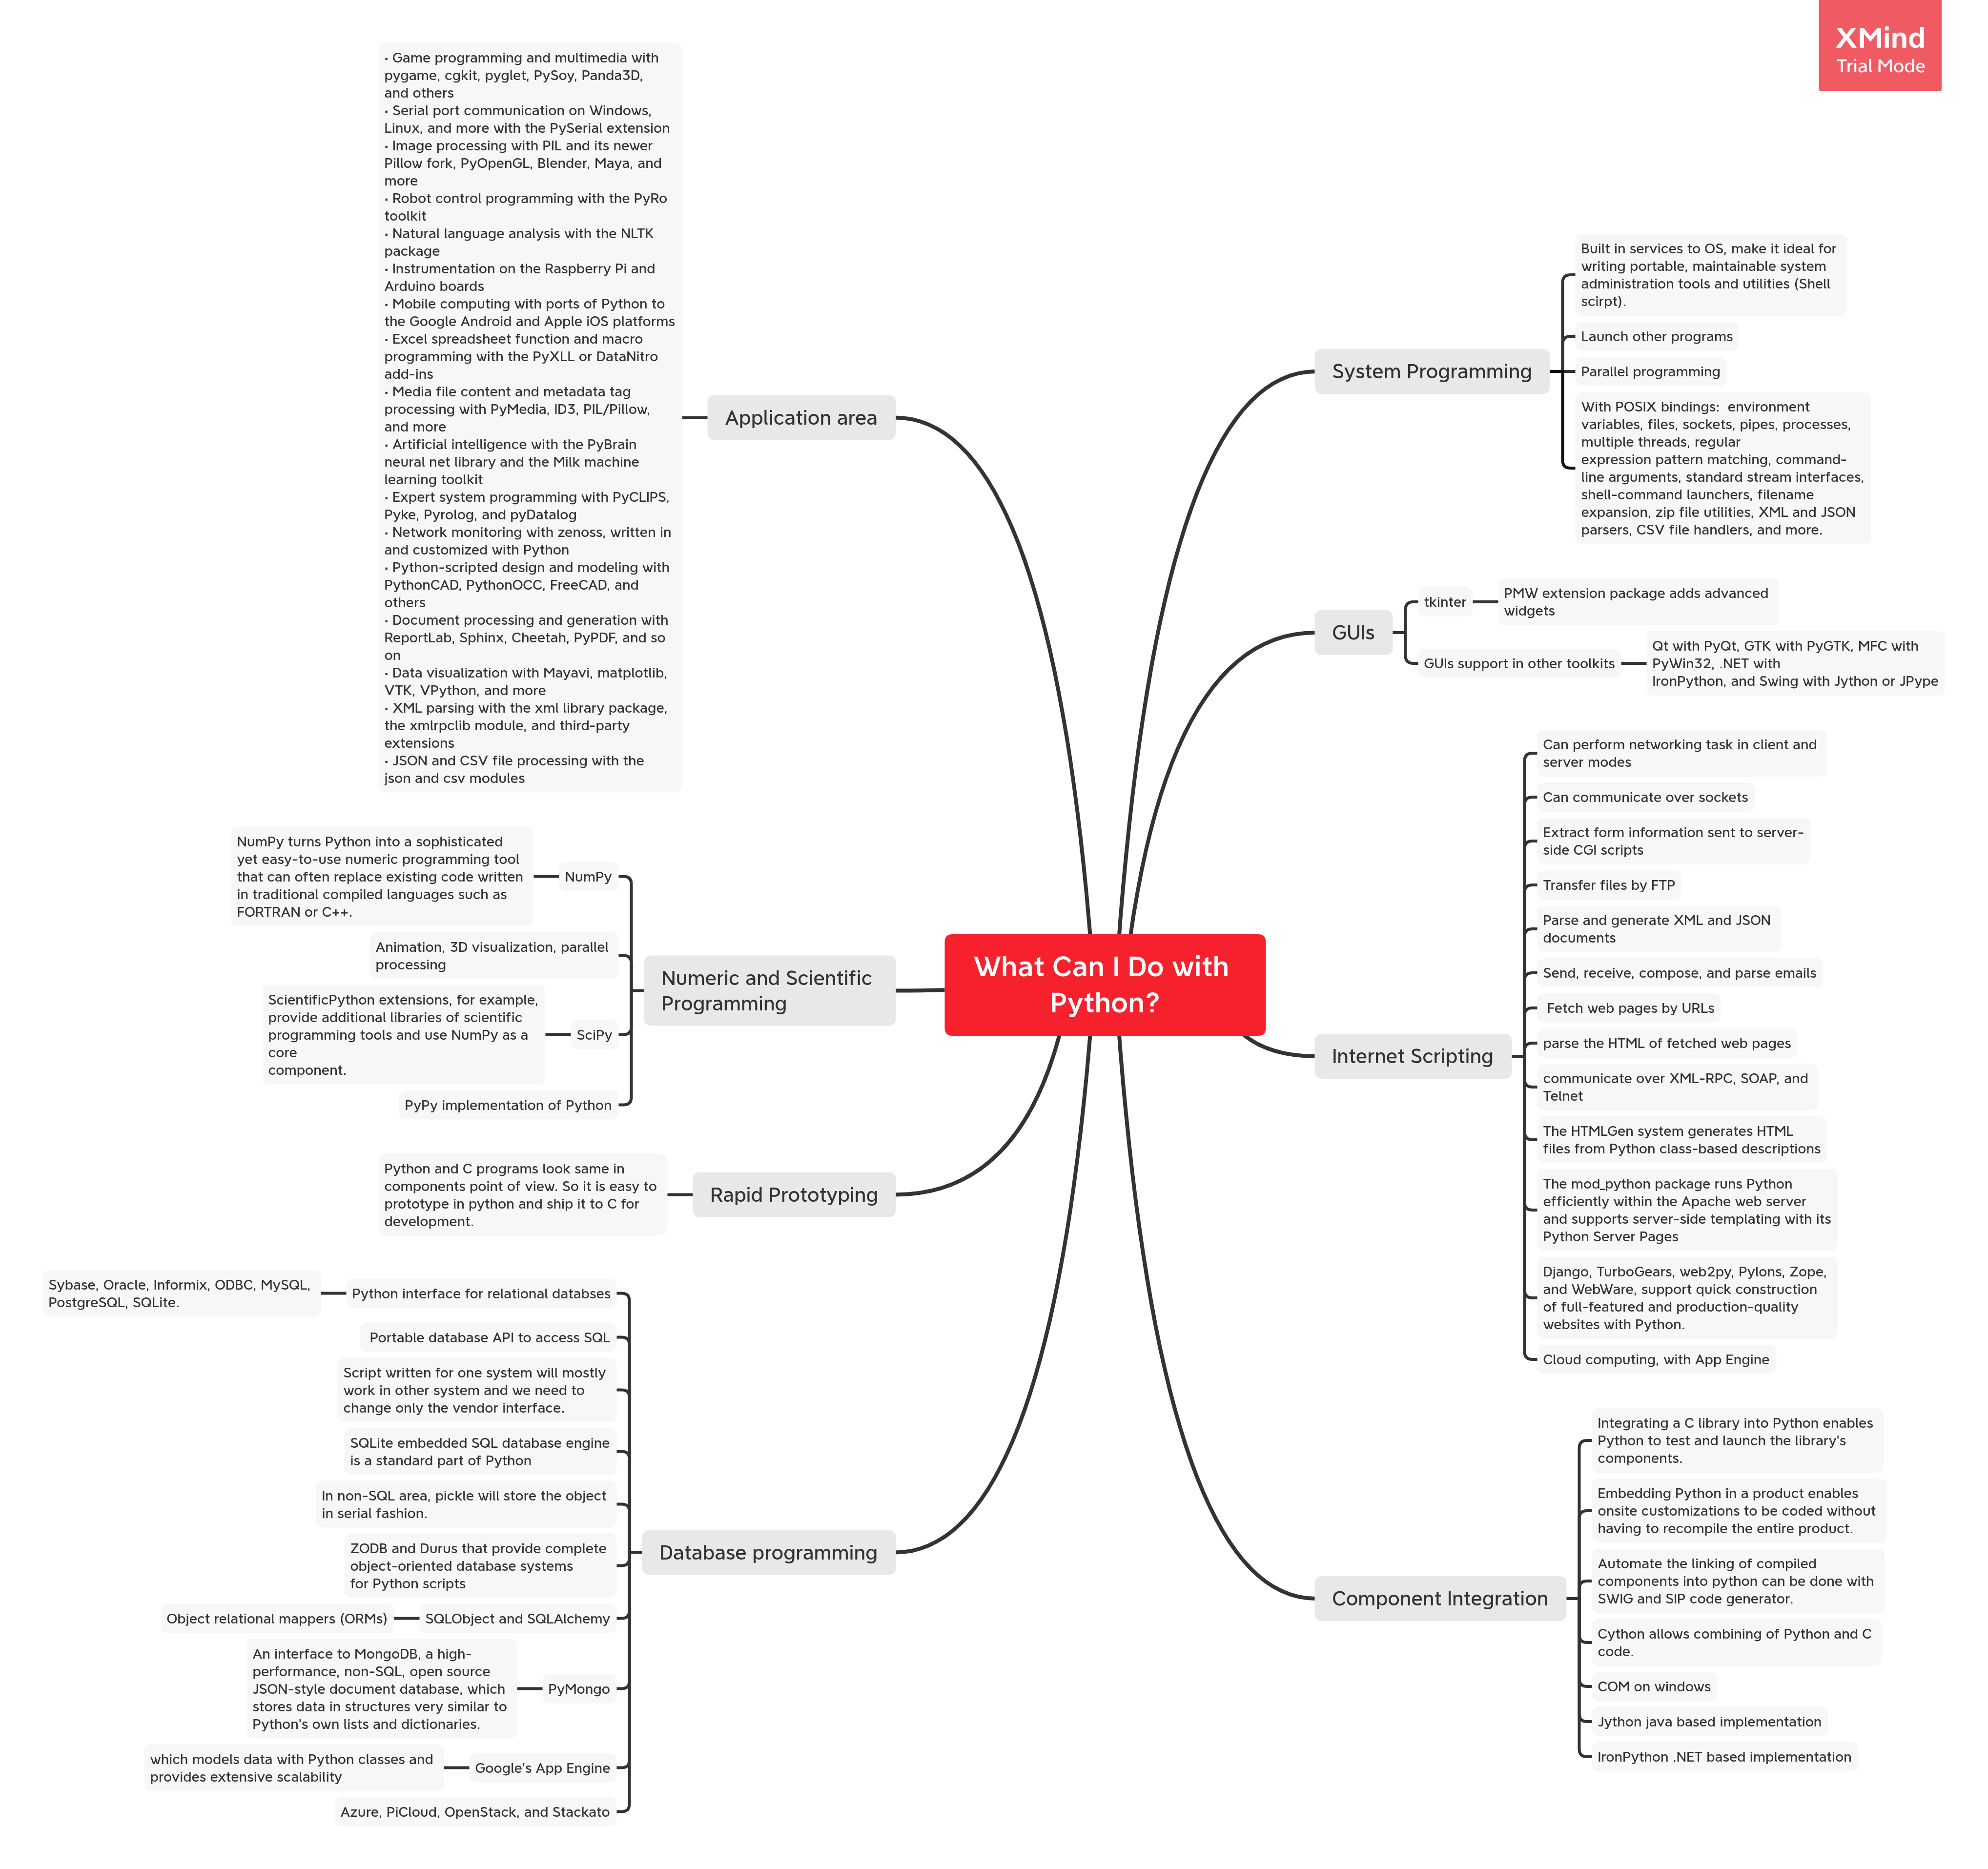 XMind
Trial Mode
What Can I Do with
Python?
System Programming
Built in services to OS, make it ideal for
writing portable, maintainable system
administration tools and utilities (Shell
scirpt).
Launch other programs
Parallel programming
With POSIX bindings:  environment
variables, files, sockets, pipes, processes,
multiple threads, regular
expression pattern matching, command-
line arguments, standard stream interfaces,
shell-command launchers, filename
expansion, zip file utilities, XML and JSON
parsers, CSV file handlers, and more.
GUIs
tkinter
PMW extension package adds advanced
widgets
GUIs support in other toolkits
Qt with PyQt, GTK with PyGTK, MFC with
PyWin32, .NET with
IronPython, and Swing with Jython or JPype
Internet Scripting
Can perform networking task in client and
server modes
Can communicate over sockets
Extract form information sent to server-
side CGI scripts
Transfer files by FTP
Parse and generate XML and JSON
documents
Send, receive, compose, and parse emails
Fetch web pages by URLs
parse the HTML of fetched web pages
communicate over XML-RPC, SOAP, and
Telnet
The HTMLGen system generates HTML
files from Python class-based descriptions
The mod_python package runs Python
efficiently within the Apache web server
and supports server-side templating with its
Python Server Pages
Django, TurboGears, web2py, Pylons, Zope,
and WebWare, support quick construction
of full-featured and production-quality
websites with Python.
Cloud computing, with App Engine
Component Integration
Integrating a C library into Python enables
Python to test and launch the library's
components.
Embedding Python in a product enables
onsite customizations to be coded without
having to recompile the entire product.
Automate the linking of compiled
components into python can be done with
SWIG and SIP code generator.
Cython allows combining of Python and C
code.
COM on windows
Jython java based implementation
IronPython .NET based implementation
Application area
• Game programming and multimedia with
pygame, cgkit, pyglet, PySoy, Panda3D,
and others
• Serial port communication on Windows,
Linux, and more with the PySerial extension
• Image processing with PIL and its newer
Pillow fork, PyOpenGL, Blender, Maya, and
more
• Robot control programming with the PyRo
toolkit
• Natural language analysis with the NLTK
package
• Instrumentation on the Raspberry Pi and
Arduino boards
• Mobile computing with ports of Python to
the Google Android and Apple iOS platforms
• Excel spreadsheet function and macro
programming with the PyXLL or DataNitro
add-ins
• Media file content and metadata tag
processing with PyMedia, ID3, PIL/Pillow,
and more
• Artificial intelligence with the PyBrain
neural net library and the Milk machine
learning toolkit
• Expert system programming with PyCLIPS,
Pyke, Pyrolog, and pyDatalog
• Network monitoring with zenoss, written in
and customized with Python
• Python-scripted design and modeling with
PythonCAD, PythonOCC, FreeCAD, and
others
• Document processing and generation with
ReportLab, Sphinx, Cheetah, PyPDF, and so
on
• Data visualization with Mayavi, matplotlib,
VTK, VPython, and more
• XML parsing with the xml library package,
the xmlrpclib module, and third-party
extensions
• JSON and CSV file processing with the
json and csv modules
Numeric and Scientific
Programming
NumPy
NumPy turns Python into a sophisticated
yet easy-to-use numeric programming tool
that can often replace existing code written
in traditional compiled languages such as
FORTRAN or C++.
Animation, 3D visualization, parallel
processing
SciPy
ScientificPython extensions, for example,
provide additional libraries of scientific
programming tools and use NumPy as a
core
component.
PyPy implementation of Python
Rapid Prototyping
Python and C programs look same in
components point of view. So it is easy to
prototype in python and ship it to C for
development.
Database programming
Python interface for relational databses
Sybase, Oracle, Informix, ODBC, MySQL,
PostgreSQL, SQLite.
Portable database API to access SQL
Script written for one system will mostly
work in other system and we need to
change only the vendor interface.
SQLite embedded SQL database engine
is a standard part of Python
In non-SQL area, pickle will store the object
in serial fashion.
ZODB and Durus that provide complete
object-oriented database systems
for Python scripts
SQLObject and SQLAlchemy
Object relational mappers (ORMs)
PyMongo
An interface to MongoDB, a high-
performance, non-SQL, open source
JSON-style document database, which
stores data in structures very similar to
Python's own lists and dictionaries.
Google's App Engine
which models data with Python classes and
provides extensive scalability
Azure, PiCloud, OpenStack, and Stackato